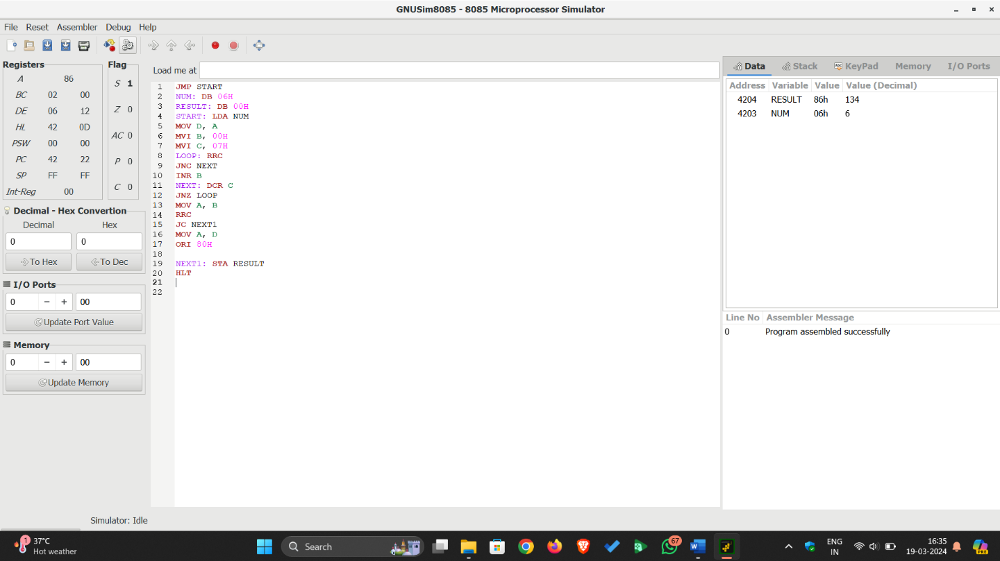 GNUSim8085 - 8085 Microprocessor Simulator
File Reset Assembler Debug Help
Registers
A 86
BC 02 00
DE 06 12
HL 42 0D
PSW 00 00
PC 42 22
SP FF FF
Int-Reg 00
Flag
S 1
Z 0
AC 0
P 0
C 0
Decimal - Hex Convertion
Decimal Hex
0 0
To Hex To Dec
I/O Ports
0 − + 00
Update Port Value
Memory
0 − + 00
Update Memory
Load me at
1 JMP START
2 NUM: DB 06H
3 RESULT: DB 00H
4 START: LDA NUM
5 MOV D, A
6 MVI B, 00H
7 MVI C, 07H
8 LOOP: RRC
9 JNC NEXT
10 INR B
11 NEXT: DCR C
12 JNZ LOOP
13 MOV A, B
14 RRC
15 JC NEXT1
16 MOV A, D
17 ORI 80H
18
19 NEXT1: STA RESULT
20 HLT
21
22
Data Stack KeyPad Memory I/O Ports
Address Variable Value Value (Decimal)
4204 RESULT 86h 134
4203 NUM 06h 6
Line No Assembler Message
0 Program assembled successfully
Simulator: Idle
1 37°C
Hot weather
Search
67
ENG
IN
16:35
19-03-2024
PRE